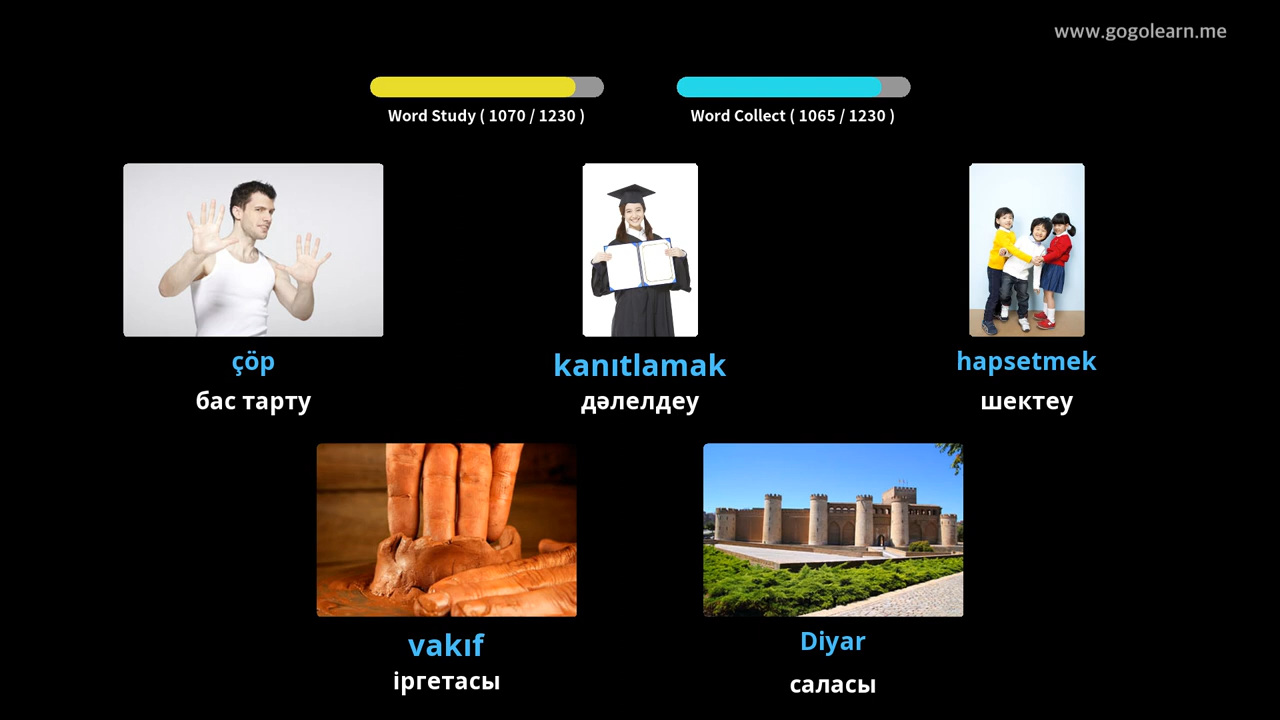 www.gogolearn.me
Word Study ( 1070 / 1230 )
Word Collect ( 1065 / 1230 )
çöp
бас тарту
kanıtlamak
дәлелдеу
hapsetmek
шектеу
vakıf
іргетасы
Diyar
саласы